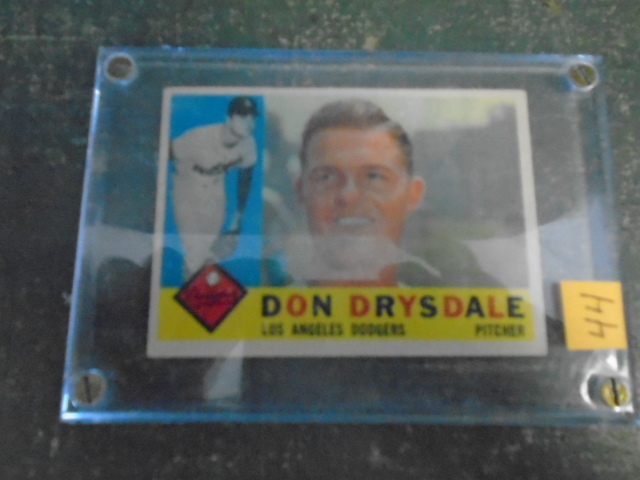 DON DRYSDALE
LOS ANGELES DODGERS PITCHER
44